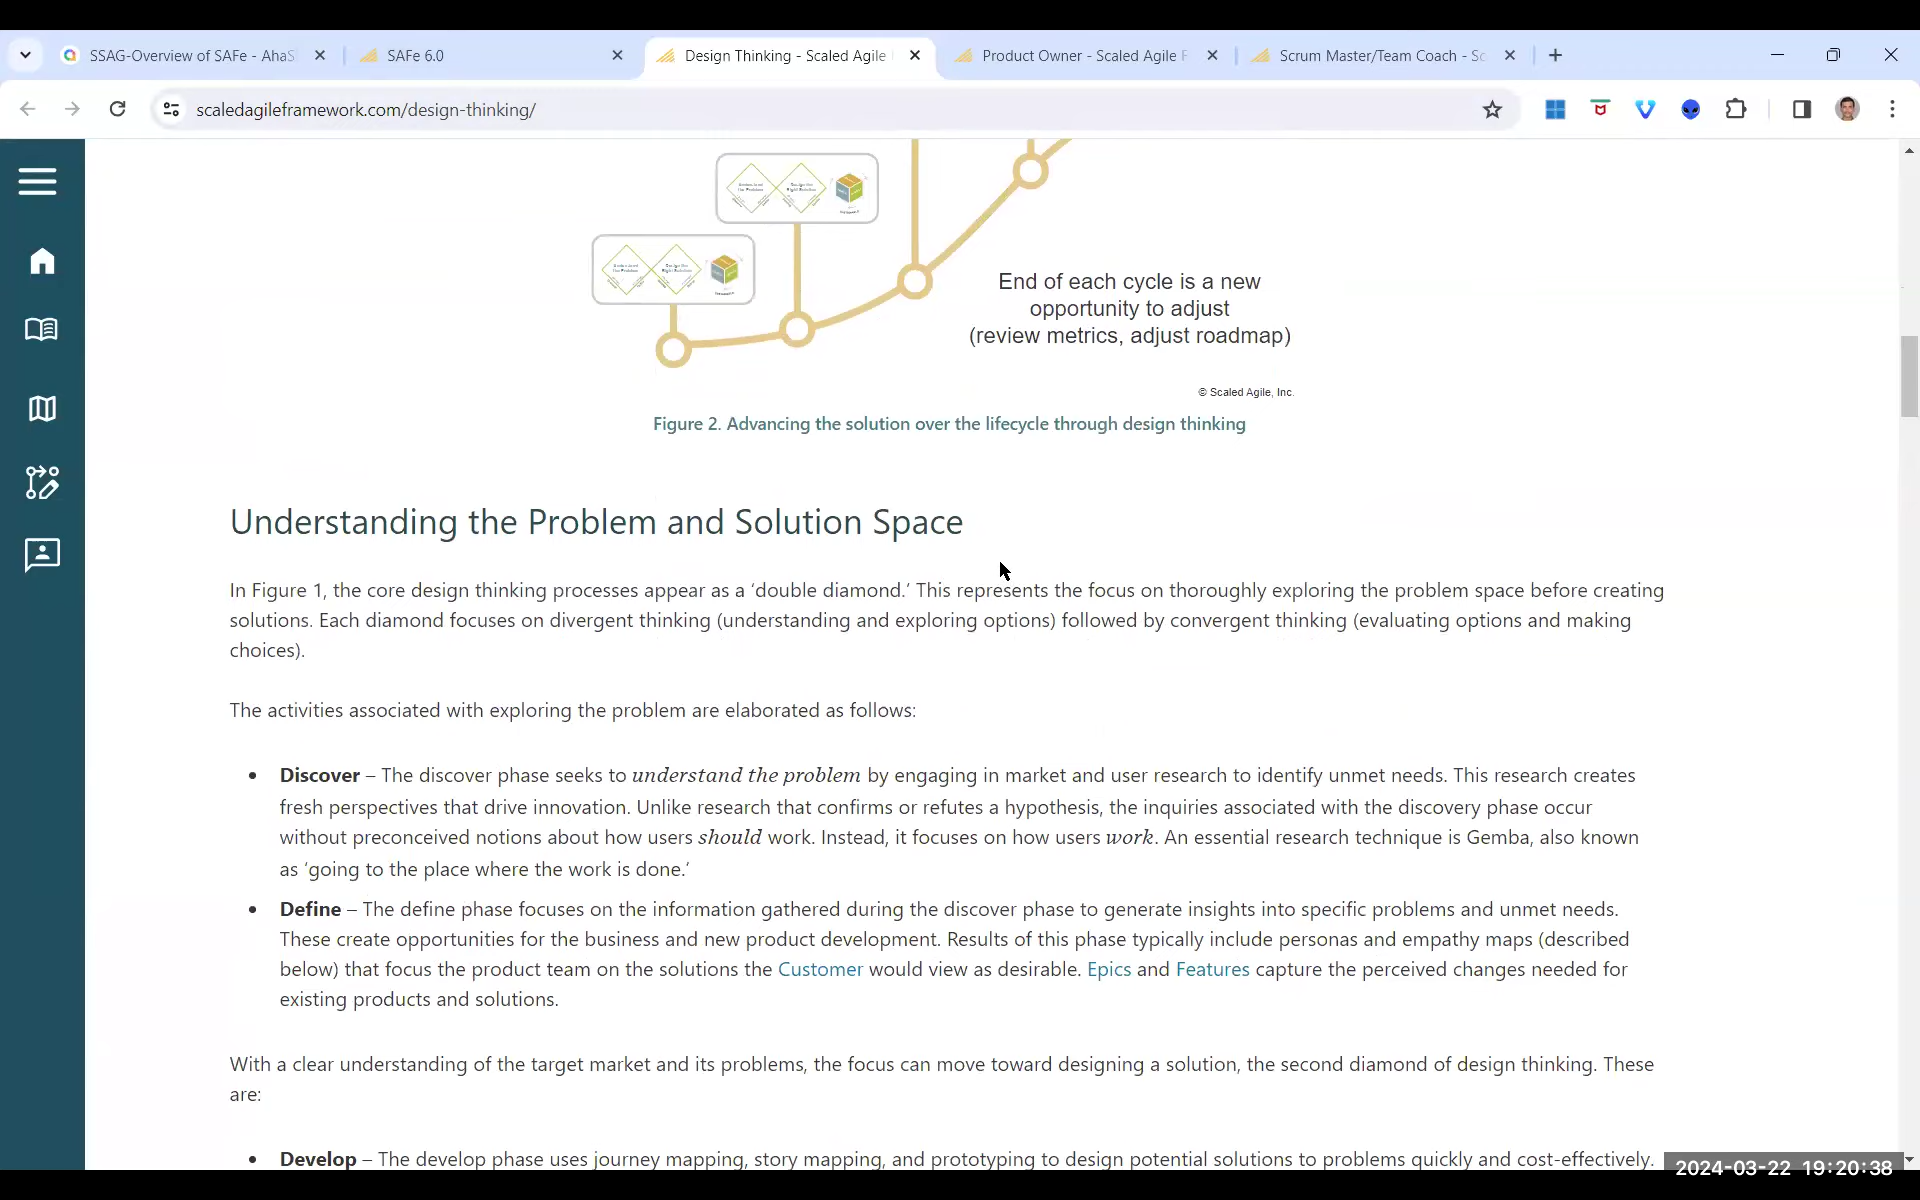 SSAG-Overview of SAFe - AhaS
SAFe 6.0
Design Thinking - Scaled Agile
Product Owner - Scaled Agile F
Scrum Master/Team Coach - Sc
scaledagileframework.com/design-thinking/
End of each cycle is a new
opportunity to adjust
(review metrics, adjust roadmap)
© Scaled Agile, Inc.
Figure 2. Advancing the solution over the lifecycle through design thinking
Understanding the Problem and Solution Space
In Figure 1, the core design thinking processes appear as a ‘double diamond.’ This represents the focus on thoroughly exploring the problem space before creating
solutions. Each diamond focuses on divergent thinking (understanding and exploring options) followed by convergent thinking (evaluating options and making
choices).
The activities associated with exploring the problem are elaborated as follows:
• Discover – The discover phase seeks to understand the problem by engaging in market and user research to identify unmet needs. This research creates
fresh perspectives that drive innovation. Unlike research that confirms or refutes a hypothesis, the inquiries associated with the discovery phase occur
without preconceived notions about how users should work. Instead, it focuses on how users work. An essential research technique is Gemba, also known
as ‘going to the place where the work is done.’
• Define – The define phase focuses on the information gathered during the discover phase to generate insights into specific problems and unmet needs.
These create opportunities for the business and new product development. Results of this phase typically include personas and empathy maps (described
below) that focus the product team on the solutions the Customer would view as desirable. Epics and Features capture the perceived changes needed for
existing products and solutions.
With a clear understanding of the target market and its problems, the focus can move toward designing a solution, the second diamond of design thinking. These
are:
• Develop – The develop phase uses journey mapping, story mapping, and prototyping to design potential solutions to problems quickly and cost-effectively.
2024-03-22 19:20:38